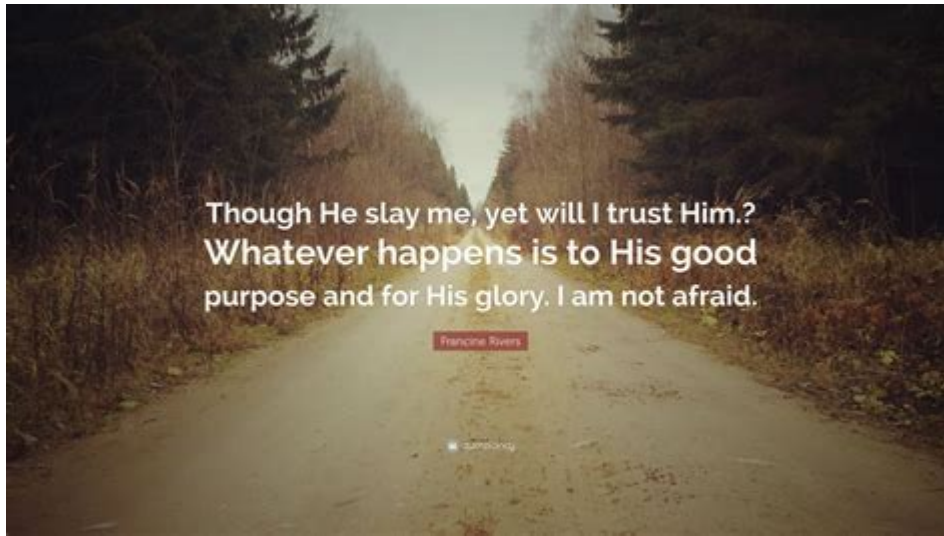 Though He slay me, yet will I trust Him.?
Whatever happens is to His good
purpose and for His glory. I am not afraid.
Francine Rivers
quotefancy